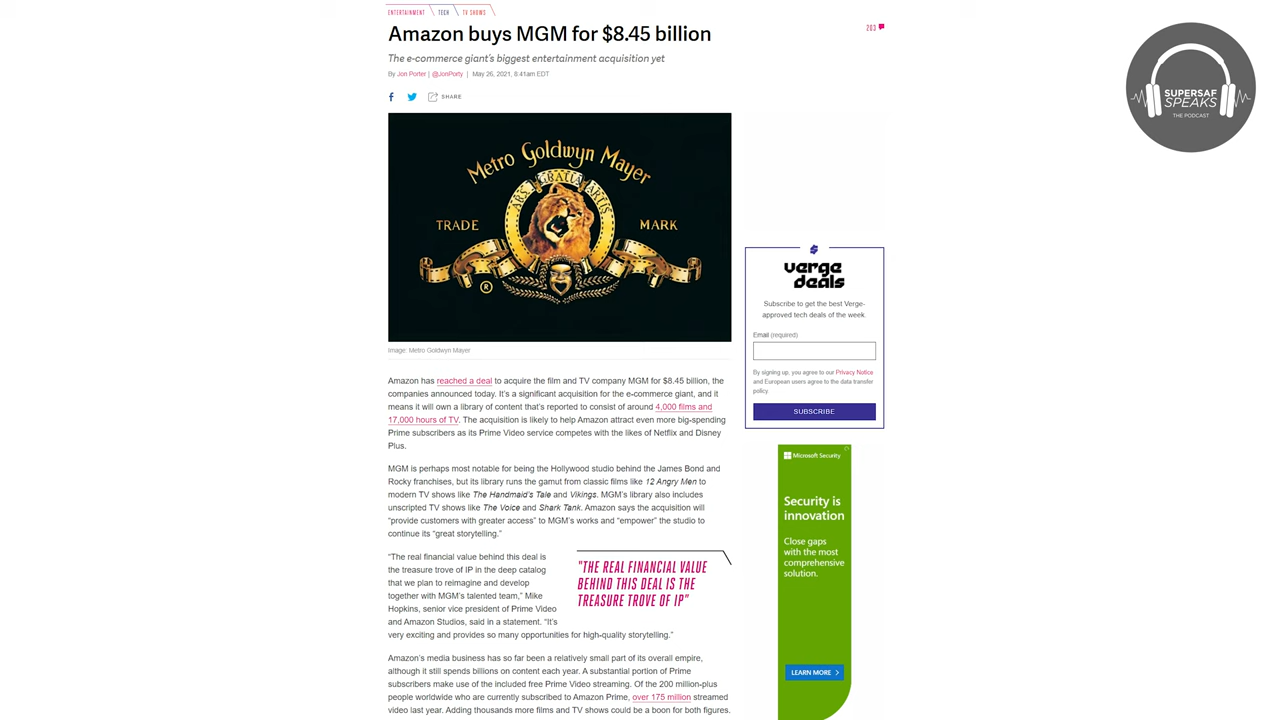 ENTERTAINMENT TECH TV SHOWS
Amazon buys MGM for $8.45 billion
203
The e-commerce giant's biggest entertainment acquisition yet
By Jon Porter | @JonPorty | May 26, 2021, 8:41am EDT
SHARE
Metro Goldwyn Mayer
ARS GRATIA ARTIS
TRADE MARK
®
Image: Metro Goldwyn Mayer
Amazon has reached a deal to acquire the film and TV company MGM for $8.45 billion, the
companies announced today. It's a significant acquisition for the e-commerce giant, and it
means it will own a library of content that's reported to consist of around 4,000 films and
17,000 hours of TV. The acquisition is likely to help Amazon attract even more big-spending
Prime subscribers as its Prime Video service competes with the likes of Netflix and Disney
Plus.
MGM is perhaps most notable for being the Hollywood studio behind the James Bond and
Rocky franchises, but its library runs the gamut from classic films like 12 Angry Men to
modern TV shows like The Handmaid's Tale and Vikings. MGM's library also includes
unscripted TV shows like The Voice and Shark Tank. Amazon says the acquisition will
"provide customers with greater access" to MGM's works and "empower" the studio to
continue its "great storytelling."
"The real financial value behind this deal is
the treasure trove of IP in the deep catalog
that we plan to reimagine and develop
together with MGM's talented team," Mike
Hopkins, senior vice president of Prime Video
and Amazon Studios, said in a statement. "It's
very exciting and provides so many opportunities for high-quality storytelling."
"THE REAL FINANCIAL VALUE
BEHIND THIS DEAL IS THE
TREASURE TROVE OF IP"
Amazon's media business has so far been a relatively small part of its overall empire,
although it still spends billions on content each year. A substantial portion of Prime
subscribers make use of the included free Prime Video streaming. Of the 200 million-plus
people worldwide who are currently subscribed to Amazon Prime, over 175 million streamed
video last year. Adding thousands more films and TV shows could be a boon for both figures.
verge
deals
Subscribe to get the best Verge-
approved tech deals of the week.
Email (required)
By signing up, you agree to our Privacy Notice
and European users agree to the data transfer
policy.
SUBSCRIBE
Microsoft Security
Security is
innovation
Close gaps
with the most
comprehensive
solution.
LEARN MORE
SUPERSAF
SPEAKS
THE PODCAST